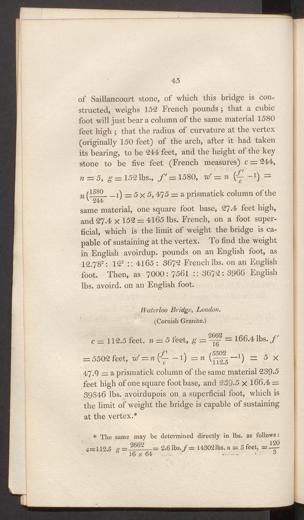 45
of Saillancourt stone, of which this bridge is con-
structed, weighs 152 French pounds; that a cubic
foot will just bear a column of the same material 1580
feet high; that the radius of curvature at the vertex
(originally 150 feet) of the arch, after it had taken
its bearing, to be 244 feet, and the height of the key
stone to be five feet (French measures) c = 244,
n = 5, g = 152 lbs., f' = 1580, w' = n (f'/c − 1) =
n (1580/244 − 1) = 5 × 5,475 = a prismatick column of the
same material, one square foot base, 27.4 feet high,
and 27.4 × 152 = 4165 lbs. French, on a foot super-
ficial, which is the limit of weight the bridge is ca-
pable of sustaining at the vertex. To find the weight
in English avoirdup. pounds on an English foot, as
12.78² : 12² :: 4165 : 3672 French lbs. on an English
foot. Then, as 7000 : 7561 :: 3672 : 3966 English
lbs. avoird. on an English foot.
Waterloo Bridge, London.
(Cornish Granite.)
c = 112.5 feet, n = 5 feet, g = 2662/16 = 166.4 lbs. f'
= 5502 feet, w' = n (f'/c − 1) = n (5502/112.5 − 1) = 5 ×
47.9 = a prismatick column of the same material 239.5
feet high of one square foot base, and 239.5 × 166.4 =
39846 lbs. avoirdupois on a superficial foot, which is
the limit of weight the bridge is capable of sustaining
at the vertex.*
* The same may be determined directly in lbs. as follows:
c=112.5 g = 2662/16 × 64 = 2.6 lbs. f = 14302 lbs. n = 5 feet, = 120/3